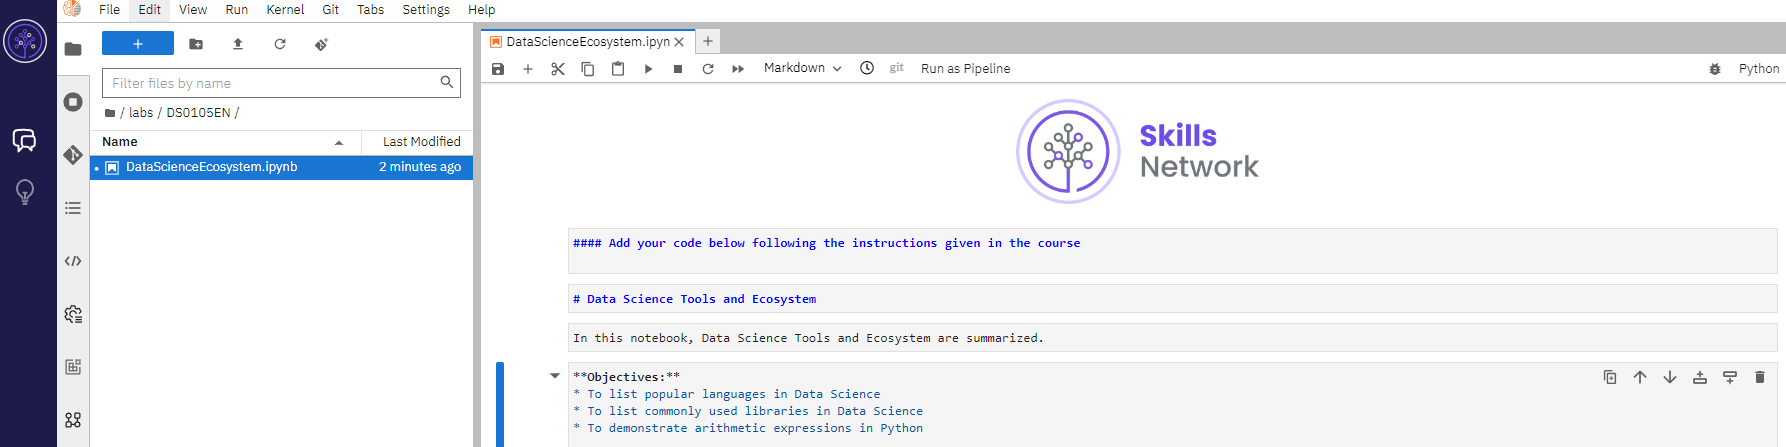 File Edit View Run Kernel Git Tabs Settings Help
Filter files by name
/ labs / DS0105EN /
Name Last Modified
DataScienceEcosystem.ipynb 2 minutes ago
DataScienceEcosystem.ipyn
Markdown git Run as Pipeline Python
Skills
Network
#### Add your code below following the instructions given in the course
# Data Science Tools and Ecosystem
In this notebook, Data Science Tools and Ecosystem are summarized.
**Objectives:**
* To list popular languages in Data Science
* To list commonly used libraries in Data Science
* To demonstrate arithmetic expressions in Python